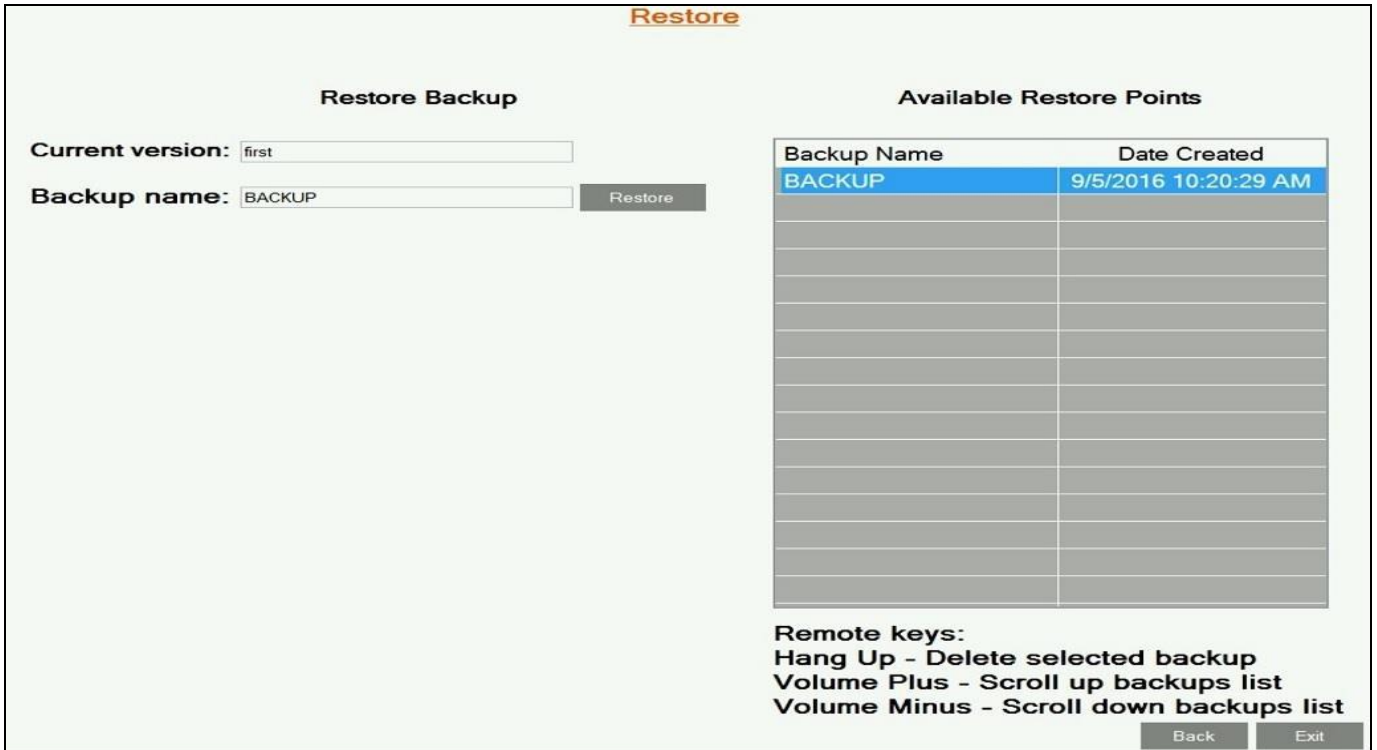 Restore
Restore Backup
Current version: first
Backup name: BACKUP Restore
Available Restore Points
Backup Name Date Created
BACKUP 9/5/2016 10:20:29 AM
Remote keys:
Hang Up - Delete selected backup
Volume Plus - Scroll up backups list
Volume Minus - Scroll down backups list
Back Exit